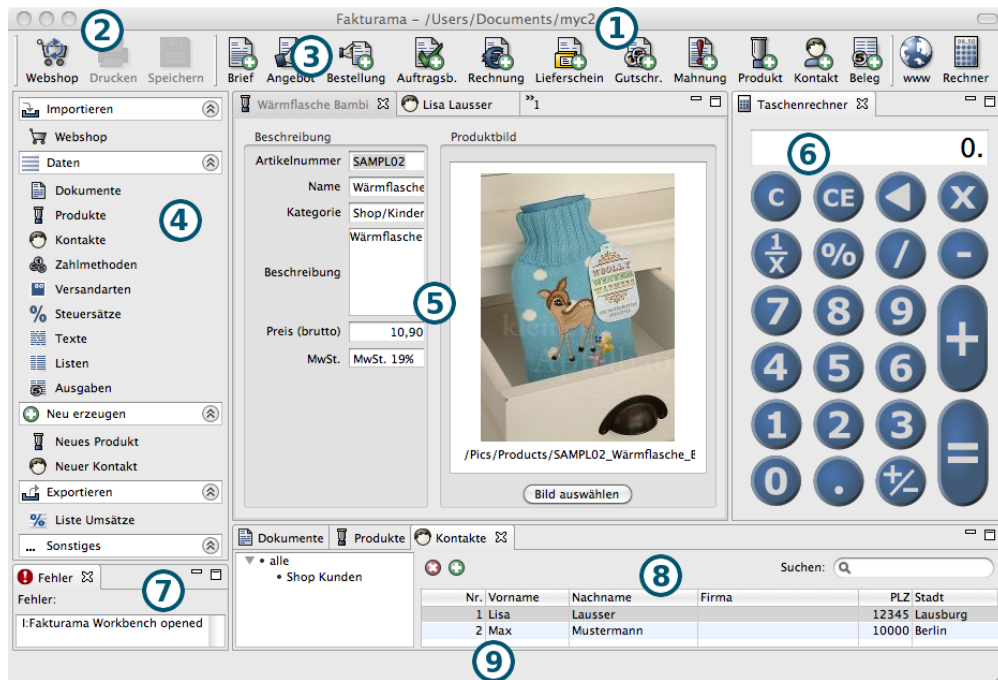 Fakturama - /Users/Documents/myc2
1
2
3
Webshop Drucken Speichern Brief Angebot Bestellung Auftragsb. Rechnung Lieferschein Gutschr. Mahnung Produkt Kontakt Beleg www Rechner
Importieren
Webshop
Daten
Dokumente
Produkte
Kontakte
Zahlmethoden
Versandarten
Steuersätze
Texte
Listen
Ausgaben
4
Neu erzeugen
Neues Produkt
Neuer Kontakt
Exportieren
Liste Umsätze
... Sonstiges
Fehler
7
Fehler:
I:Fakturama Workbench opened
Wärmflasche Bambi Lisa Lausser »1
Beschreibung
Artikelnummer SAMPL02
Name Wärmflasche
Kategorie Shop/Kinder
Beschreibung Wärmflasche
5
Preis (brutto) 10,90
MwSt. MwSt. 19%
Produktbild
WOOLLY
WINTER
WARMERS
/Pics/Products/SAMPL02_Wärmflasche_B
Bild auswählen
Taschenrechner
98,50
6
0.
C CE X
1/X % / -
7 8 9 +
4 5 6
1 2 3 =
0 . +/-
Dokumente Produkte Kontakte
alle
Shop Kunden
8
Suchen:
Nr. Vorname Nachname Firma PLZ Stadt
1 Lisa Lausser 12345 Lausburg
2 Max Mustermann 10000 Berlin
9